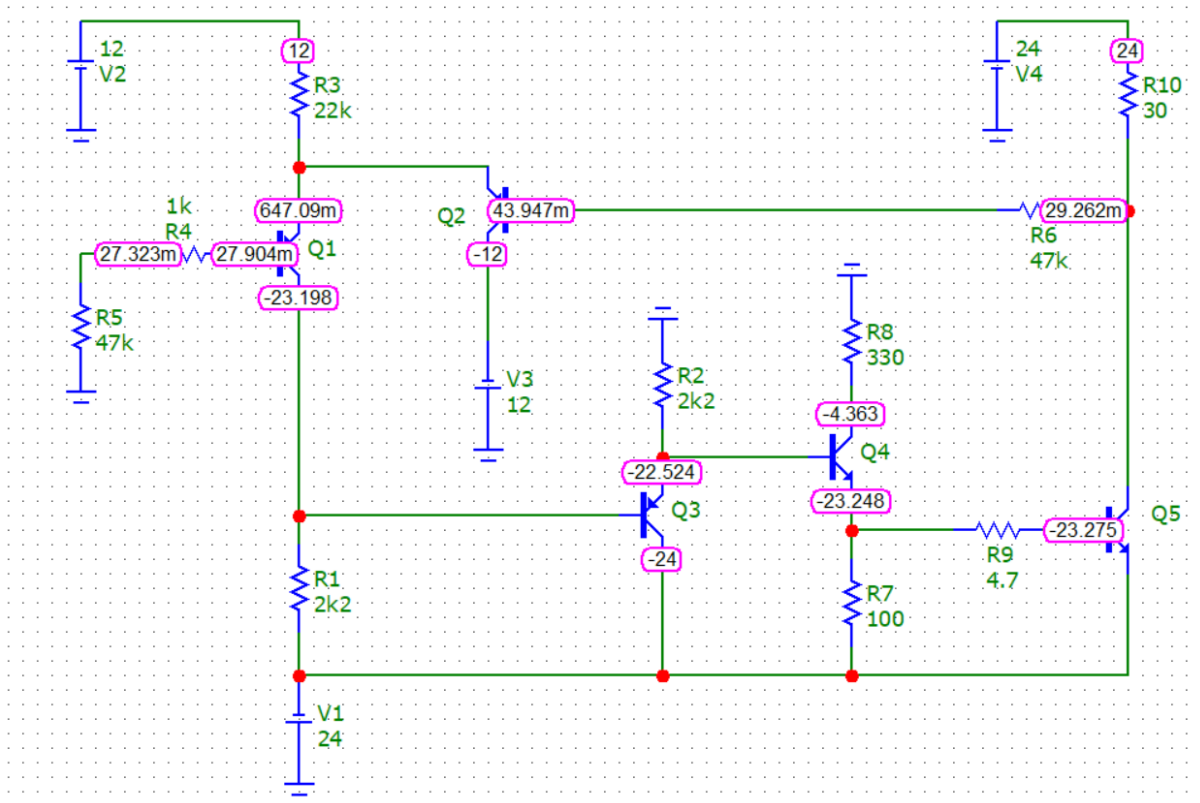 12
V2
12
R3
22k
24
V4
24
R10
30
1k
R4
647.09m
Q2
43.947m
29.262m
R6
47k
27.323m
27.904m
Q1
-12
-23.198
R5
47k
V3
12
R2
2k2
R8
330
-4.363
Q4
-22.524
Q3
-23.248
Q5
-23.275
R9
4.7
-24
R1
2k2
R7
100
V1
24